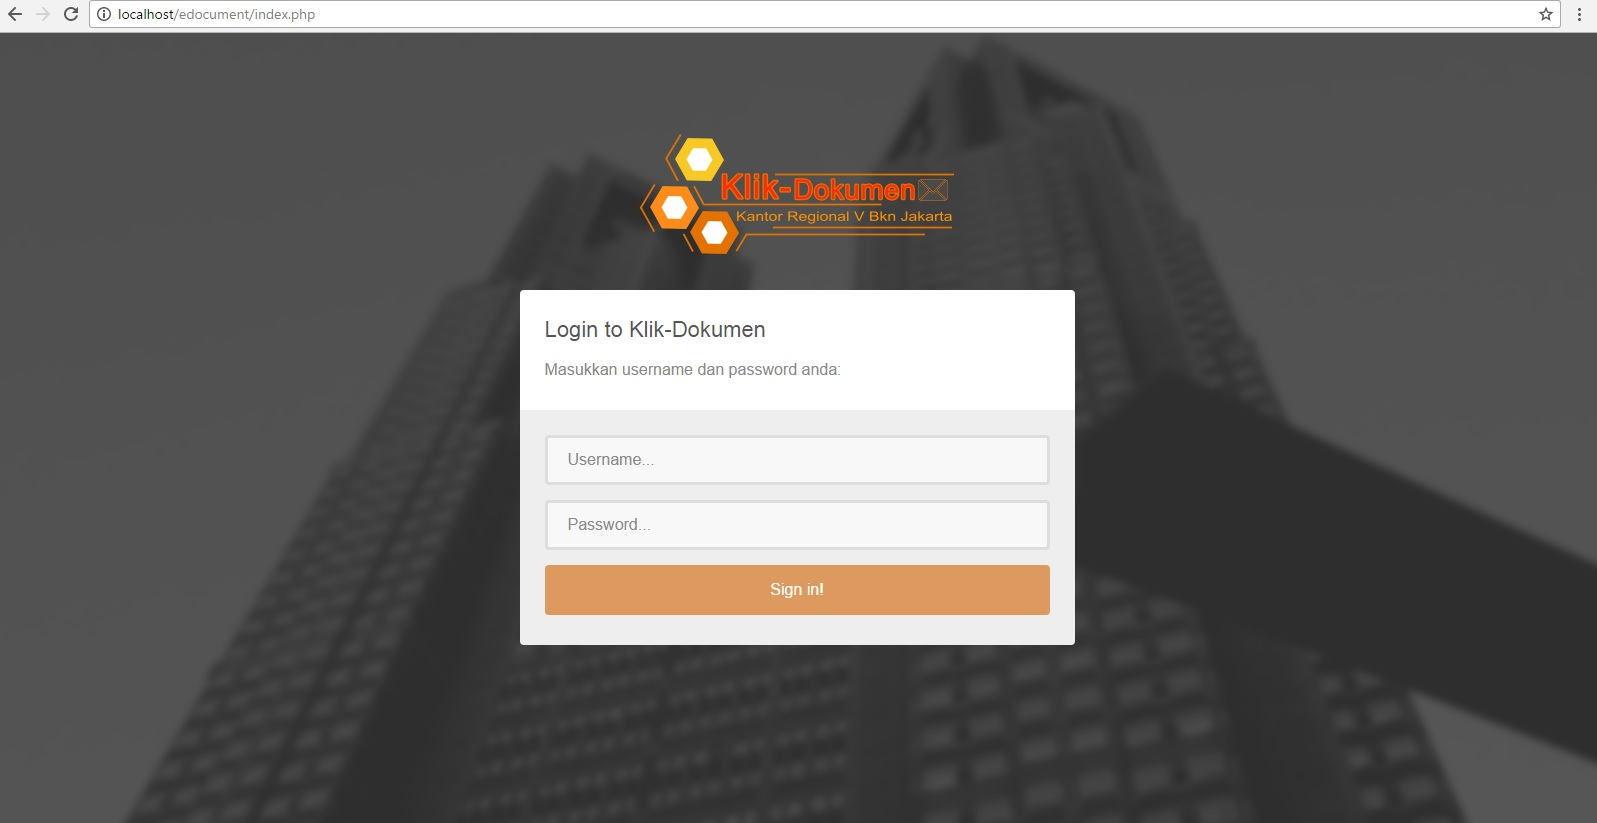 localhost/edocument/index.php
Klik-Dokumen
Kantor Regional V Bkn Jakarta
Login to Klik-Dokumen
Masukkan username dan password anda:
Username...
Password...
Sign in!